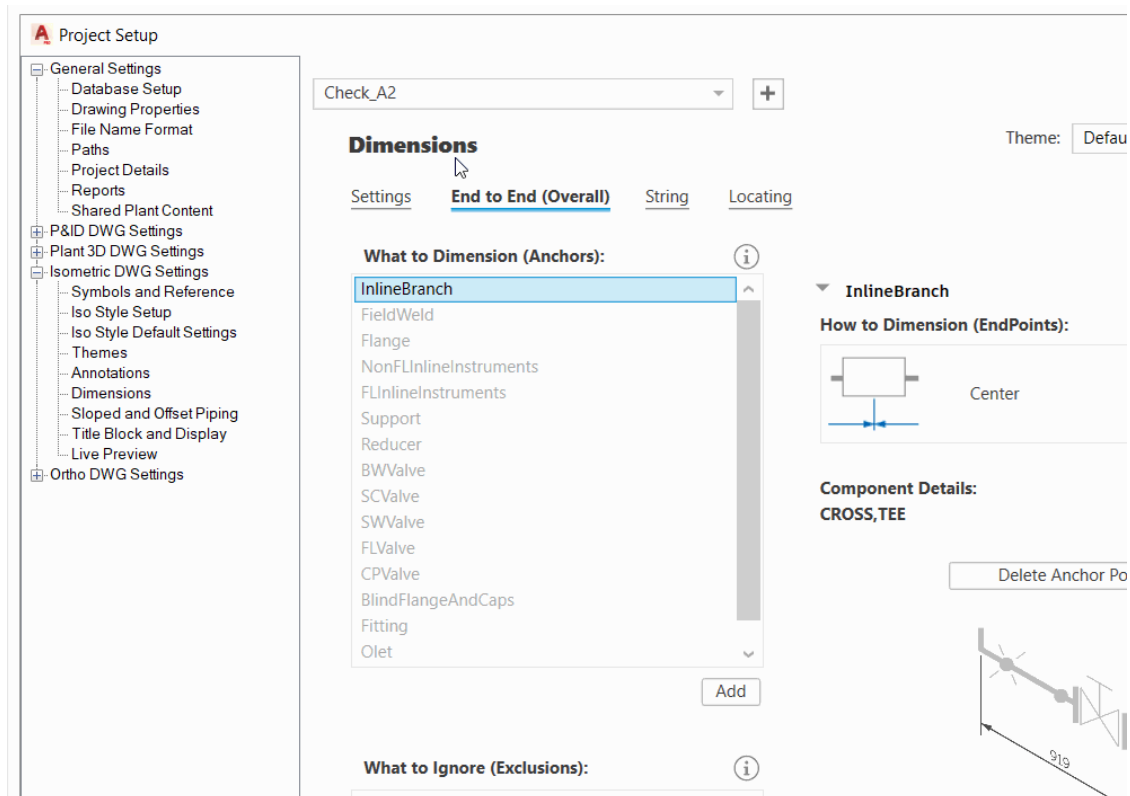 Project Setup
General Settings
Database Setup
Drawing Properties
File Name Format
Paths
Project Details
Reports
Shared Plant Content
P&ID DWG Settings
Plant 3D DWG Settings
Isometric DWG Settings
Symbols and Reference
Iso Style Setup
Iso Style Default Settings
Themes
Annotations
Dimensions
Sloped and Offset Piping
Title Block and Display
Live Preview
Ortho DWG Settings
Check_A2
Dimensions
Theme: Defau
Settings End to End (Overall) String Locating
What to Dimension (Anchors):
InlineBranch
FieldWeld
Flange
NonFLInlineInstruments
FLInlineInstruments
Support
Reducer
BWValve
SCValve
SWValve
FLValve
CPValve
BlindFlangeAndCaps
Fitting
Olet
Add
What to Ignore (Exclusions):
InlineBranch
How to Dimension (EndPoints):
Center
Component Details:
CROSS,TEE
Delete Anchor Po
919